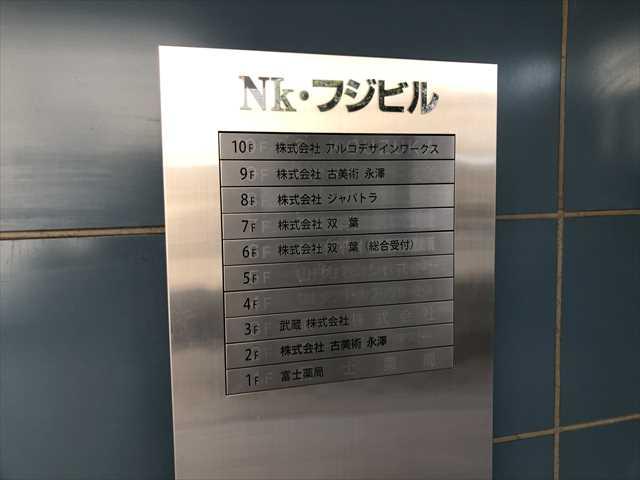 Nk・フジビル
10F 株式会社 アルコデザインワークス
9F 株式会社 古美術 永澤
8F 株式会社 ジャパトラ
7F 株式会社 双 葉
6F 株式会社 双 葉 (総合受付)
5F
4F
3F 武蔵 株式会社
2F 株式会社 古美術 永澤
1F 富士薬局